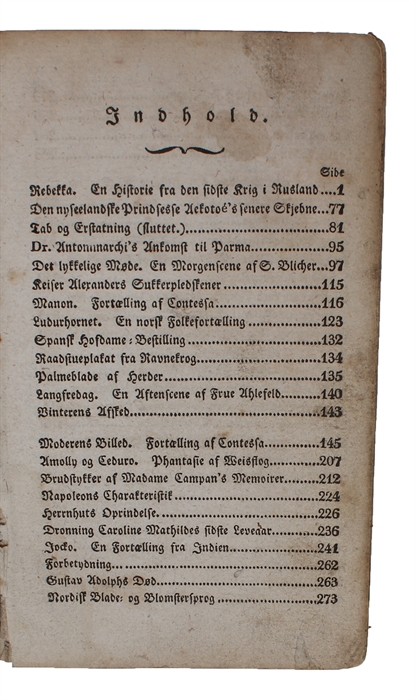 Indhold.
Side
Rebekka. En Historie fra den sidste Krig i Rusland....1
Den nyseelandske Prindsesse Aekotoé's senere Skjebne...77
Tab og Erstatning (sluttet.)..........81
Dr. Antommarchi's Ankomst til Parma..........95
Det lykkelige Møde. En Morgenscene af S. Blicher...97
Keiser Alexanders Sukkerpledskener..........115
Manon. Fortælling af Contessa..........116
Ludurhornet. En norsk Folkefortælling..........123
Spansk Hofdame-Bestilling..........132
Raadstueplakat fra Ravnekrog..........134
Palmeblade af Herder..........135
Langfredag. En Aftenscene af Frue Ahlefeld..........140
Vinterens Afsked..........143
Moderens Billed. Fortælling af Contessa..........145
Amolly og Ceduro. Phantasie af Weisflog..........207
Brudstykker af Madame Campan's Memoirer..........212
Napoleons Charakteristik..........224
Herrnhuts Oprindelse..........226
Dronning Caroline Mathildes sidste Leveaar..........236
Jocko. En Fortælling fra Indien..........241
Forbetydning..........262
Gustav Adolphs Død..........263
Nordisk Blade- og Blomstersprog..........273